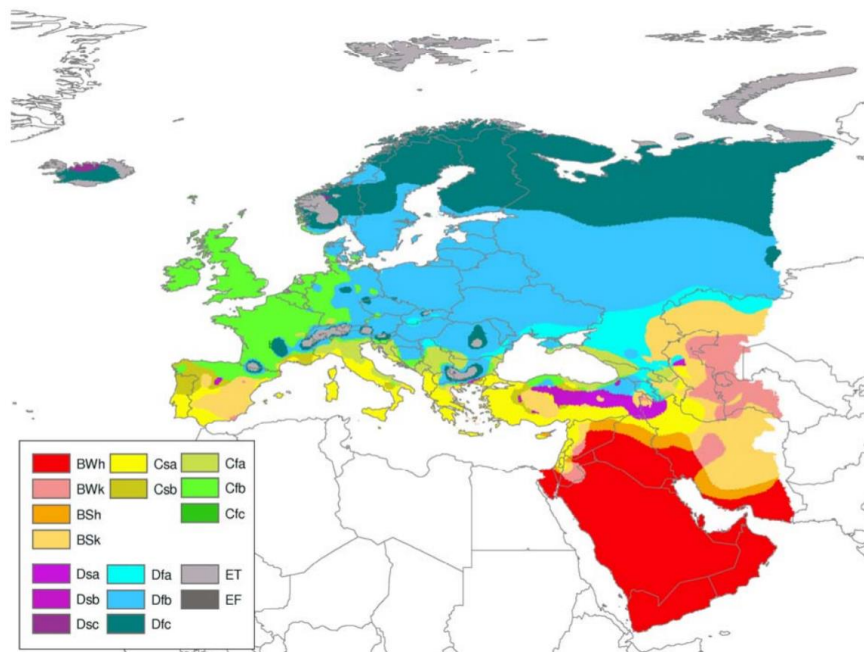 BWh Csa Cfa
BWk Csb Cfb
BSh Cfc
BSk
Dsa Dfa ET
Dsb Dfb EF
Dsc Dfc